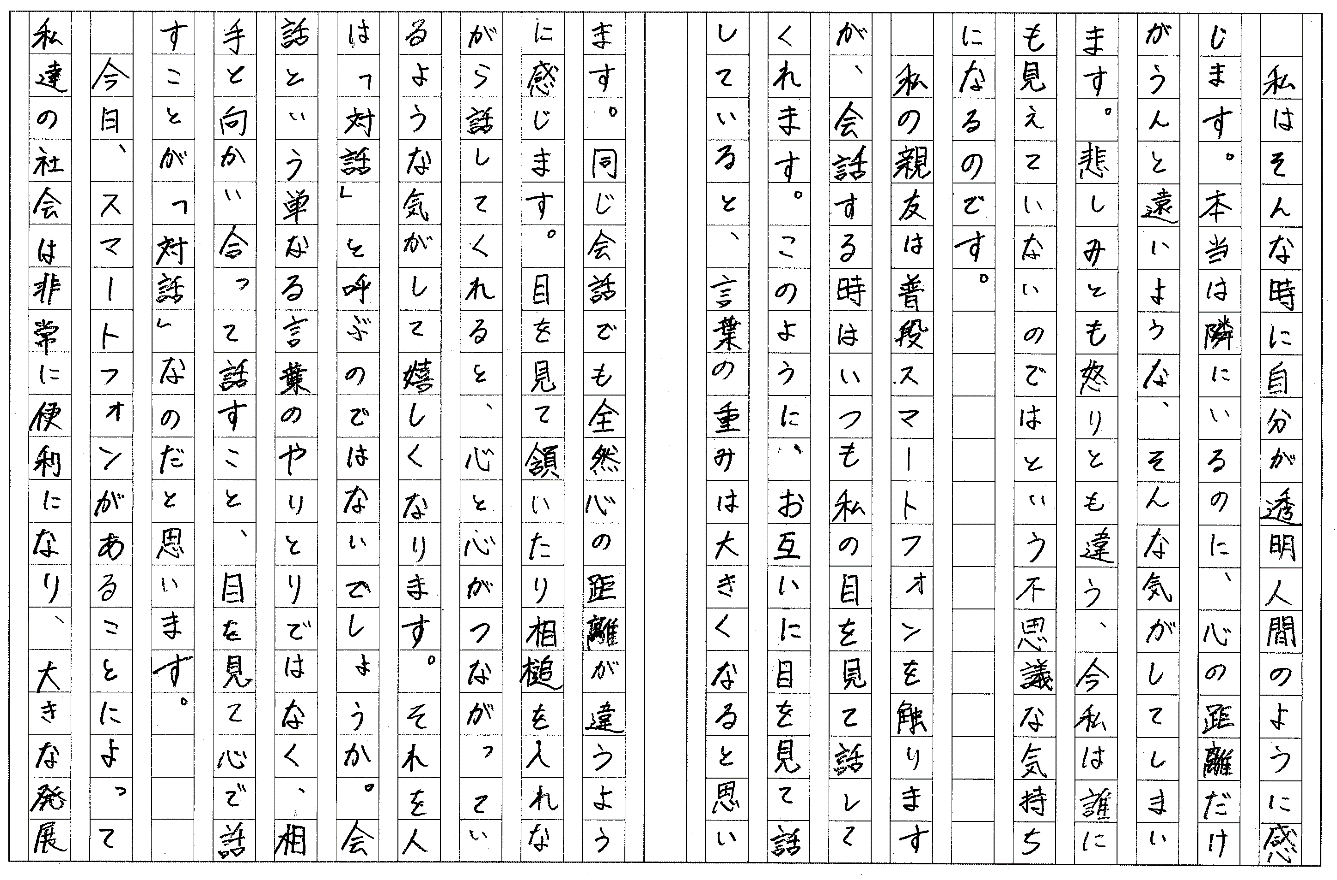 私はそんな時に自分が透明人間のように感
じます。本当は隣にいるのに、心の距離だけ
がうんと遠いような、そんな気がしてしまい
ます。悲しみとも怒りとも違う、今私は誰に
も見えていないのではという不思議な気持ち
になるのです。
　私の親友は普段スマートフォンを触ります
が、会話する時はいつも私の目を見て話して
くれます。このように、お互いに目を見て話
していると、言葉の重みは大きくなると思い
ます。同じ会話でも全然心の距離が違うよう
に感じます。目を見て頷いたり相槌を入れな
がら話してくれると、心と心がつながってい
るような気がして嬉しくなります。それを人
は「対話」と呼ぶのではないでしょうか。会
話という単なる言葉のやりとりではなく、相
手と向かい合って話すこと、目を見て心で話
すことが「対話」なのだと思います。
　今日、スマートフォンがあることによって
私達の社会は非常に便利になり、大きな発展